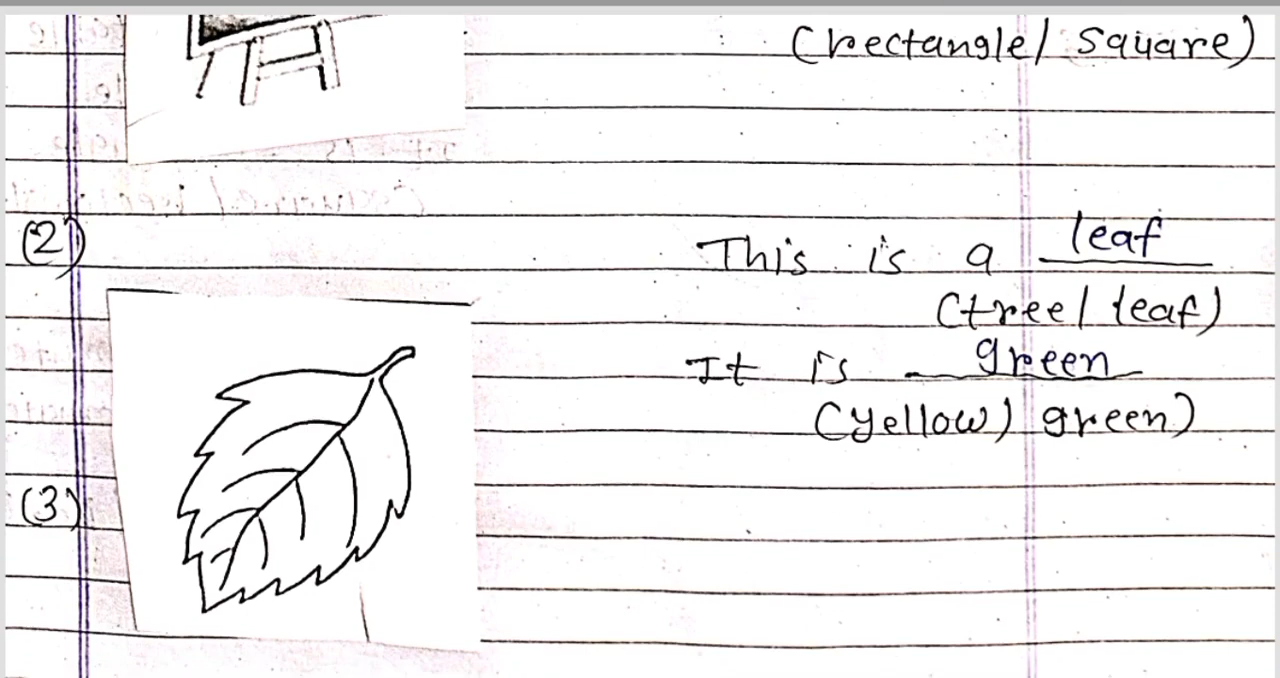 (rectangle/ square)
(2)
This is a leaf
(tree/ leaf)
It is green
(yellow) green)
(3)